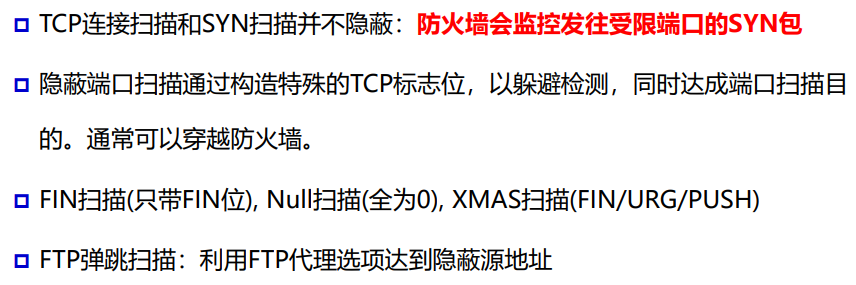 TCP连接扫描和SYN扫描并不隐蔽：防火墙会监控发往受限端口的SYN包
隐蔽端口扫描通过构造特殊的TCP标志位，以躲避检测，同时达成端口扫描目
的。通常可以穿越防火墙。
FIN扫描(只带FIN位), Null扫描(全为0), XMAS扫描(FIN/URG/PUSH)
FTP弹跳扫描：利用FTP代理选项达到隐蔽源地址